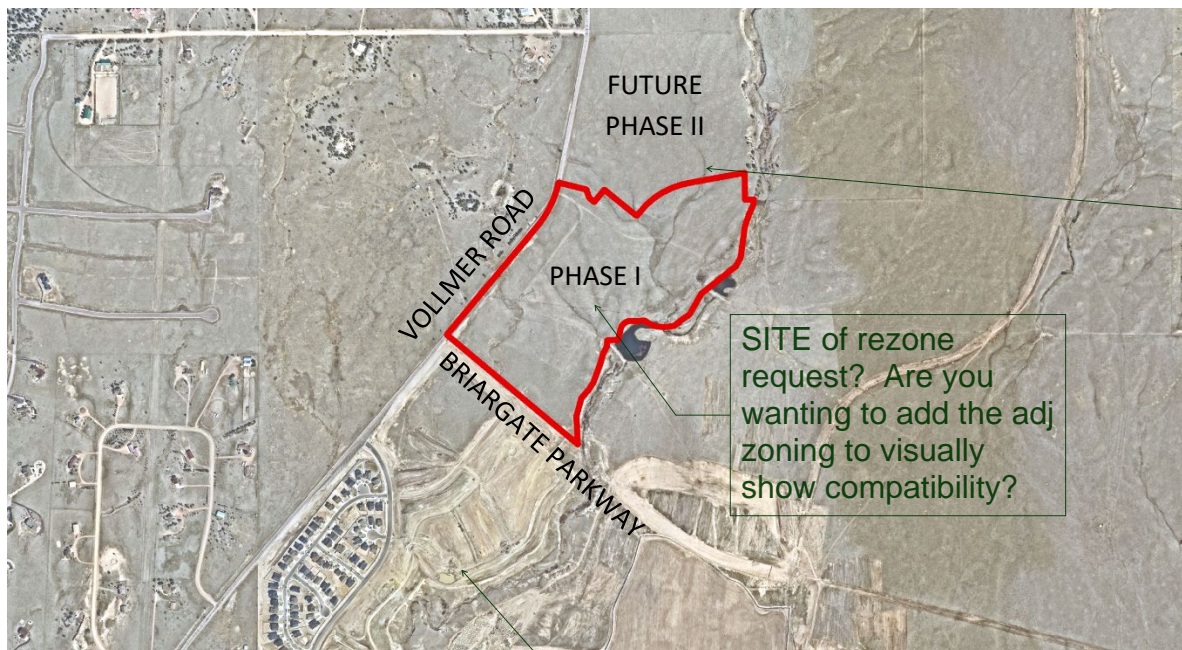 FUTURE
PHASE II
VOLLMER ROAD
PHASE I
BRIARGATE PARKWAY
SITE of rezone
request? Are you
wanting to add the adj
zoning to visually
show compatibility?